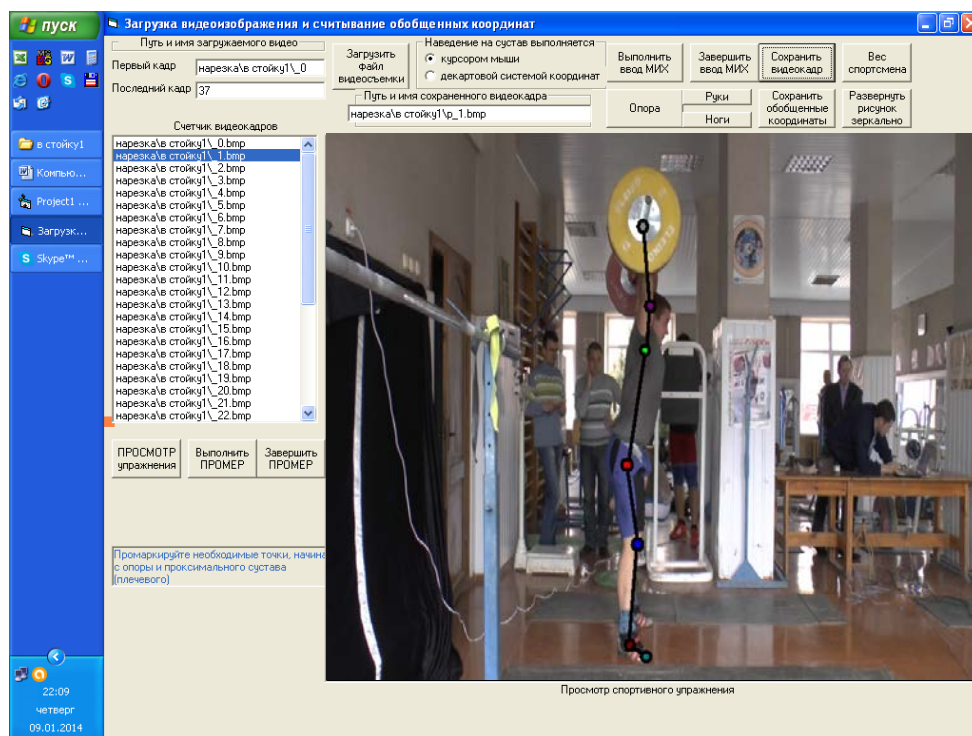 пуск
Загрузка видеоизображения и считывание обобщенных координат
Путь и имя загружаемого видео
Первый кадр
нарезка\в стойку1\_0
Последний кадр
37
Загрузить
файл
видеосъемки
Наведение на сустав выполняется
курсором мыши
декартовой системой координат
Выполнить
ввод МИХ
Завершить
ввод МИХ
Сохранить
видеокадр
Вес
спортсмена
Путь и имя сохраненного видеокадра
нарезка\в стойку1\p_1.bmp
Опора
Руки
Ноги
Сохранить
обобщенные
координаты
Развернуть
рисунок
зеркально
Счетчик видеокадров
нарезка\в стойку1\_0.bmp
нарезка\в стойку1\_1.bmp
нарезка\в стойку1\_2.bmp
нарезка\в стойку1\_3.bmp
нарезка\в стойку1\_4.bmp
нарезка\в стойку1\_5.bmp
нарезка\в стойку1\_6.bmp
нарезка\в стойку1\_7.bmp
нарезка\в стойку1\_8.bmp
нарезка\в стойку1\_9.bmp
нарезка\в стойку1\_10.bmp
нарезка\в стойку1\_11.bmp
нарезка\в стойку1\_12.bmp
нарезка\в стойку1\_13.bmp
нарезка\в стойку1\_14.bmp
нарезка\в стойку1\_15.bmp
нарезка\в стойку1\_16.bmp
нарезка\в стойку1\_17.bmp
нарезка\в стойку1\_18.bmp
нарезка\в стойку1\_19.bmp
нарезка\в стойку1\_20.bmp
нарезка\в стойку1\_21.bmp
нарезка\в стойку1\_22.bmp
в стойку1
Компью...
Project1 ...
Загрузк...
Skype™ ...
ПРОСМОТР
упражнения
Выполнить
ПРОМЕР
Завершить
ПРОМЕР
Промаркируйте необходимые точки, начина
с опоры и проксимального сустава
(плечевого)
Просмотр спортивного упражнения
22:09
четверг
09.01.2014